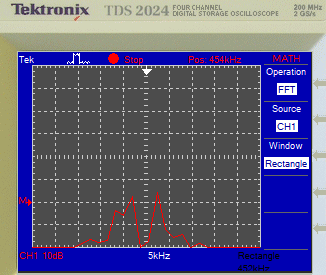 Tektronix TDS 2024 FOUR CHANNEL DIGITAL STORAGE OSCILLOSCOPE 200 MHz 2 GS/s
Tek Stop Pos: 454kHz MATH
Operation
FFT
Source
CH1
Window
Rectangle
M
CH1 10dB 5kHz Rectangle